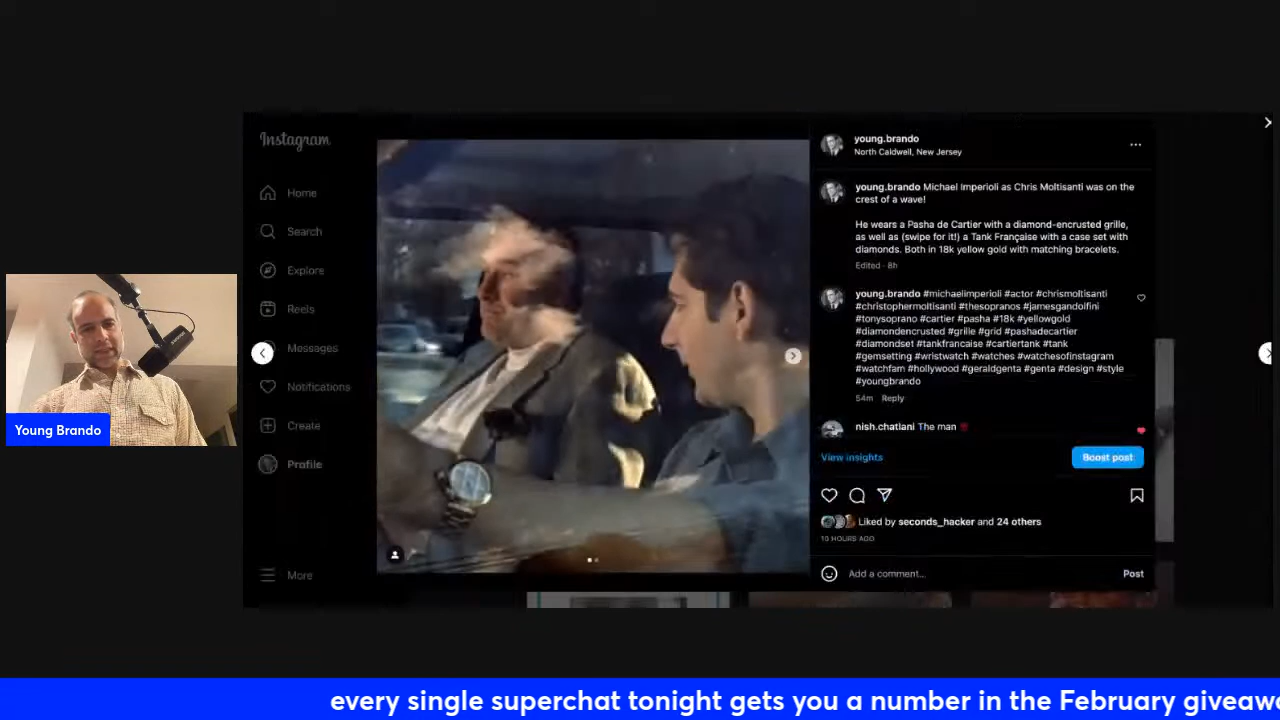 Instagram
Home
Search
Explore
Reels
Messages
Notifications
Create
Profile
More
Young Brando
young.brando
North Caldwell, New Jersey
young.brando Michael Imperioli as Chris Moltisanti was on the
crest of a wave!
He wears a Pasha de Cartier with a diamond-encrusted grille,
as well as (swipe for it!) a Tank Française with a case set with
diamonds. Both in 18k yellow gold with matching bracelets.
Edited · 8h
young.brando #michaelimperioli #actor #chrismoltisanti
#christophermoltisanti #thesopranos #jamesgandolfini
#tonysoprano #cartier #pasha #18k #yellowgold
#diamondencrusted #grille #grid #pashadecartier
#diamondset #tankfrancaise #cartiertank #tank
#gemsetting #wristwatch #watches #watchesofinstagram
#watchfam #hollywood #geraldgenta #genta #design #style
#youngbrando
54m Reply
nish.chatiani The man
View insights
Boost post
Liked by seconds_hacker and 24 others
10 HOURS AGO
Add a comment...
Post
every single superchat tonight gets you a number in the February giveawa